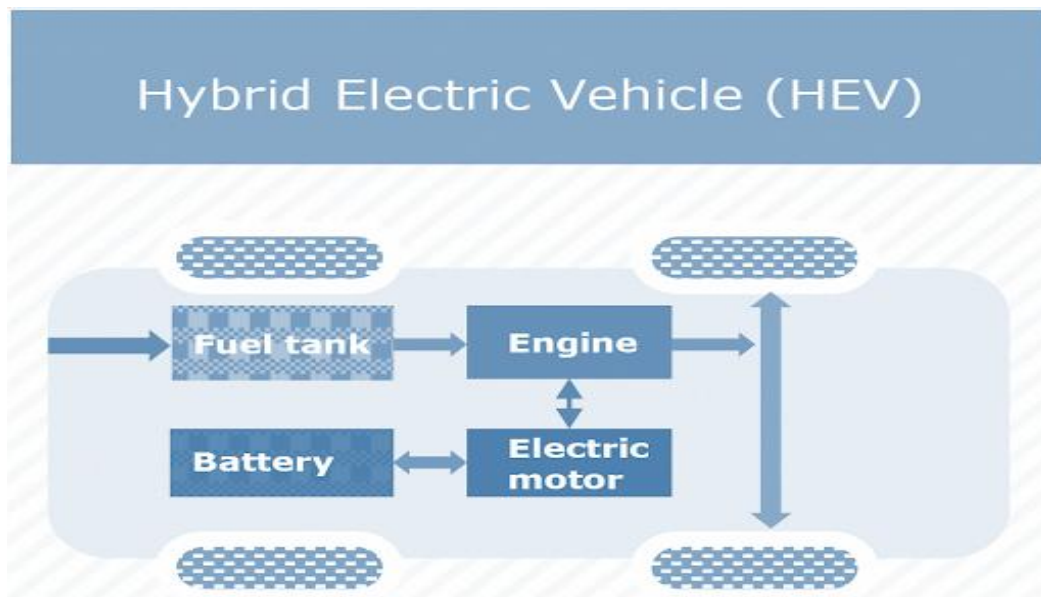 Hybrid Electric Vehicle (HEV)
Fuel tank
Engine
Battery
Electric
motor